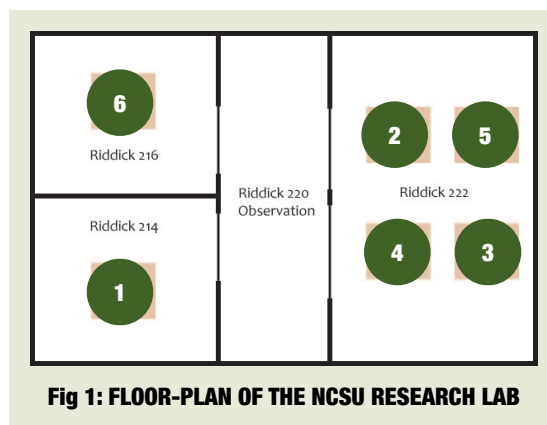 6
Riddick 216
Riddick 214
1
Riddick 220
Observation
2
5
Riddick 222
4
3
Fig 1: FLOOR-PLAN OF THE NCSU RESEARCH LAB